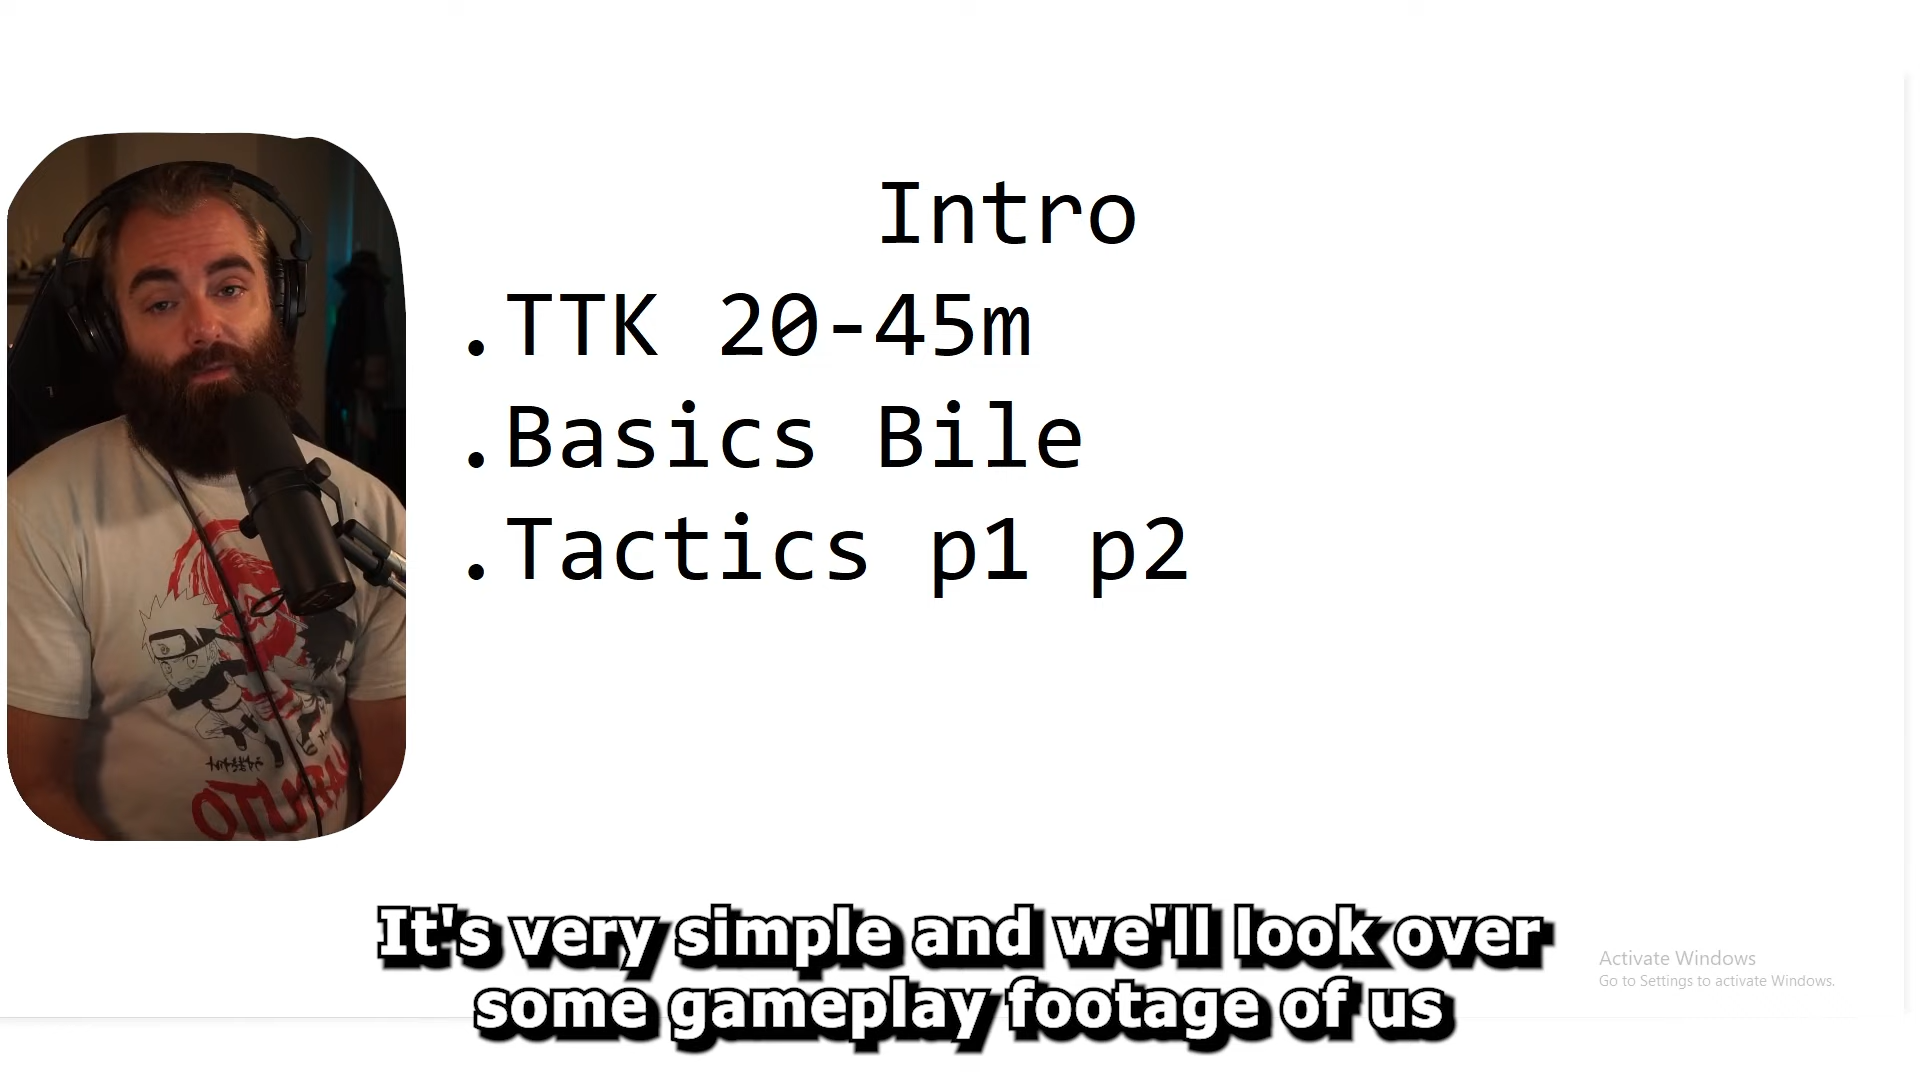 Intro
.TTK 20-45m
.Basics Bile
.Tactics p1 p2
It's very simple and we'll look over
some gameplay footage of us
Activate Windows
Go to Settings to activate Windows.